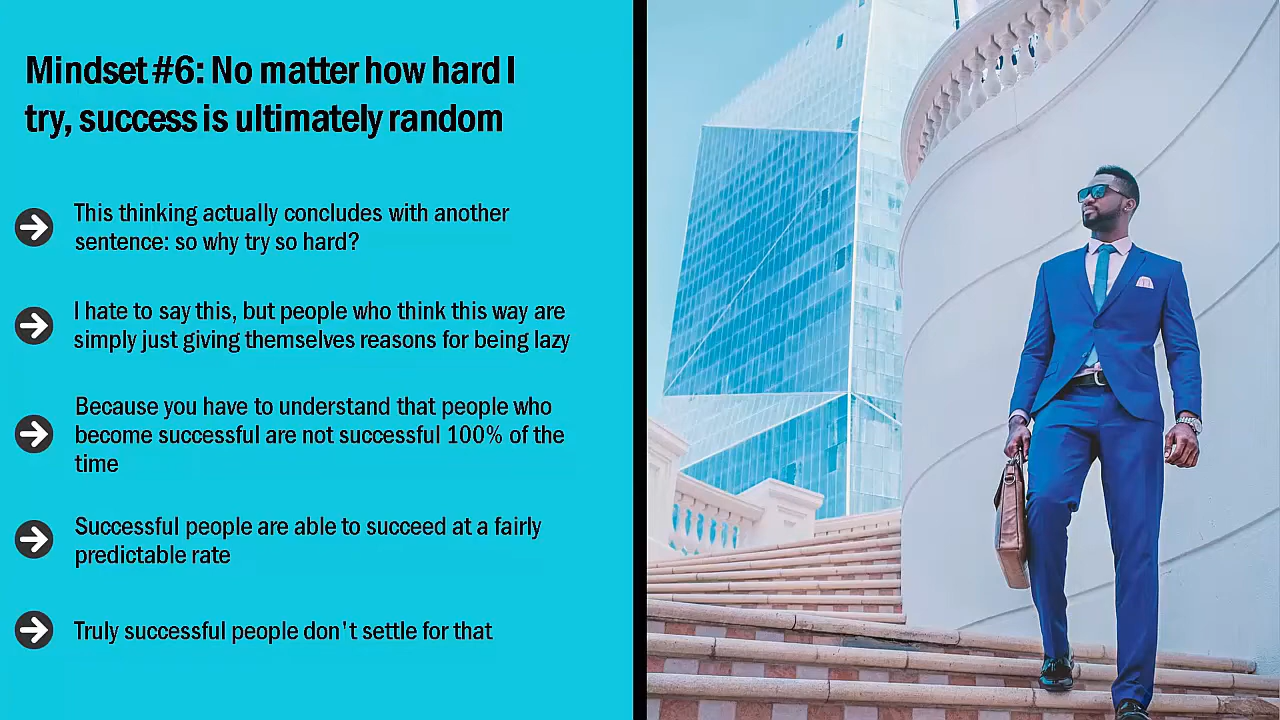 Mindset #6: No matter how hard I
try, success is ultimately random
This thinking actually concludes with another
sentence: so why try so hard?
I hate to say this, but people who think this way are
simply just giving themselves reasons for being lazy
Because you have to understand that people who
become successful are not successful 100% of the
time
Successful people are able to succeed at a fairly
predictable rate
Truly successful people don't settle for that